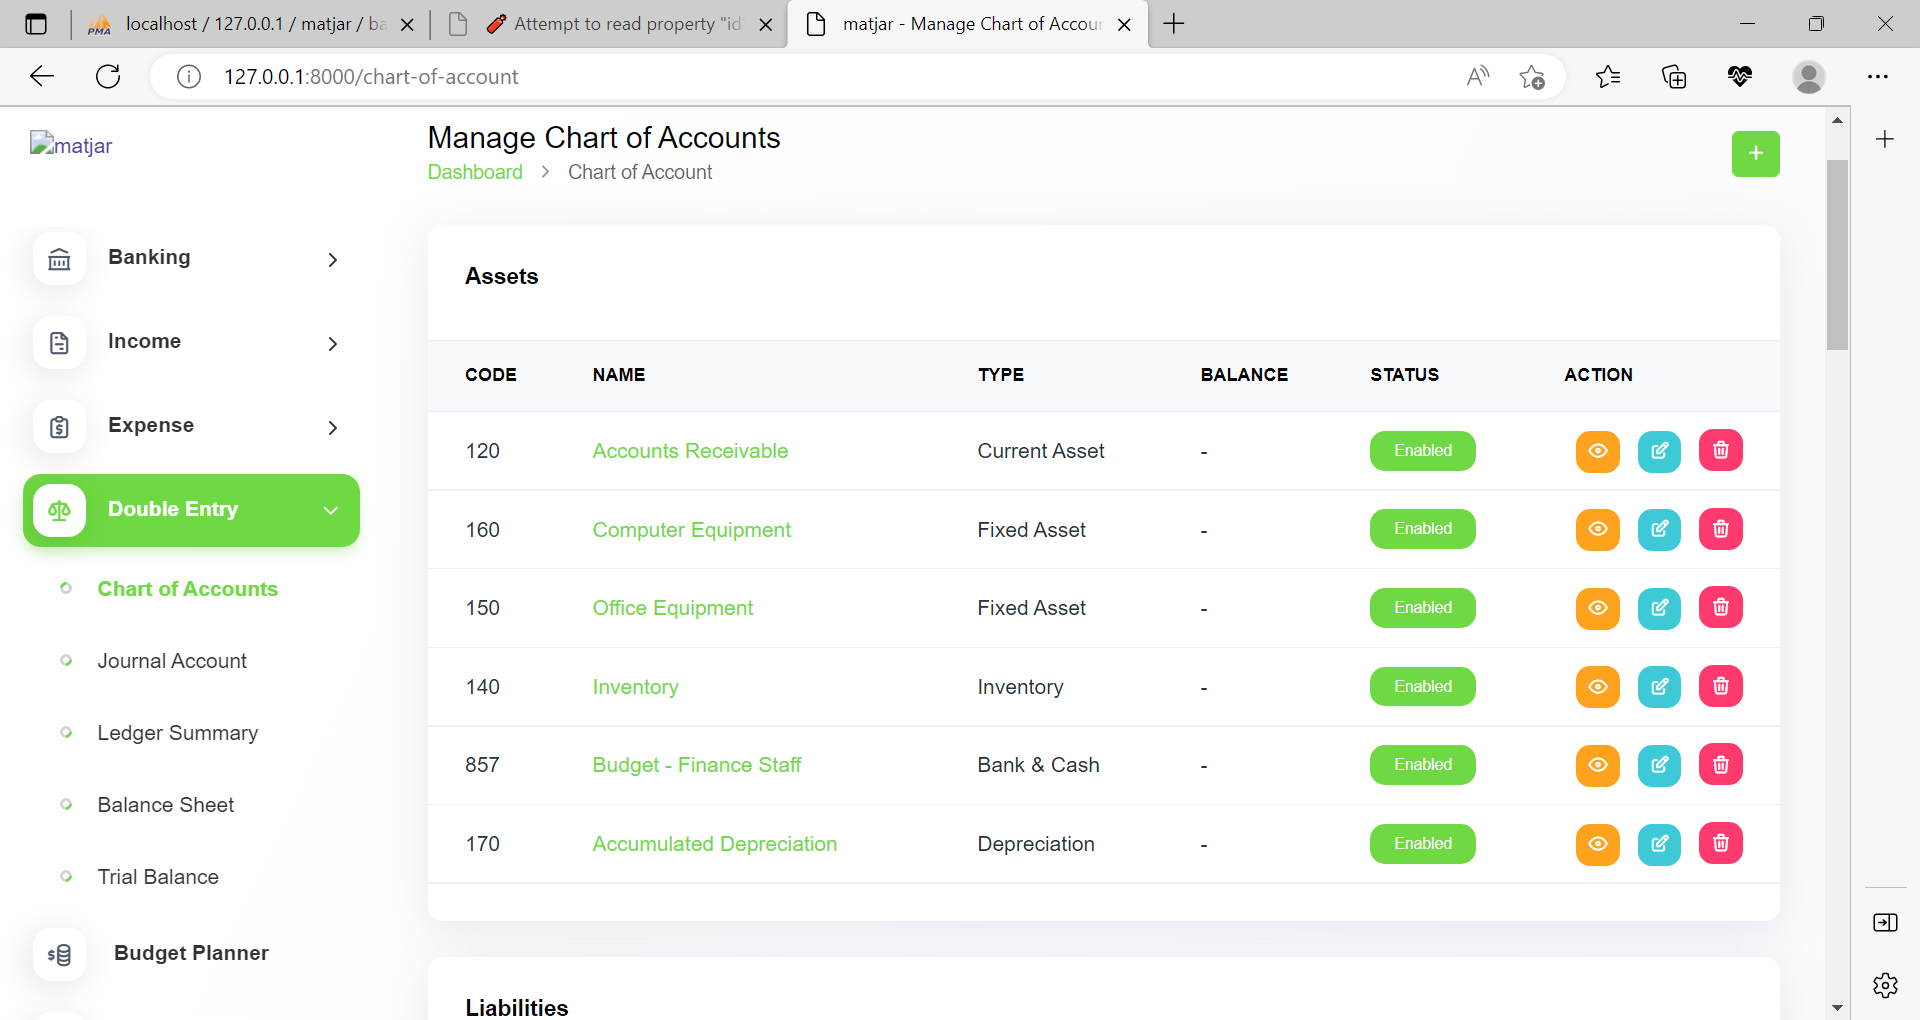 localhost / 127.0.0.1 / matjar / ba
Attempt to read property "id"
matjar - Manage Chart of Accour
127.0.0.1:8000/chart-of-account
matjar
Manage Chart of Accounts
Dashboard > Chart of Account
+
Banking
Income
Expense
Double Entry
Chart of Accounts
Journal Account
Ledger Summary
Balance Sheet
Trial Balance
Budget Planner
Assets
CODE NAME TYPE BALANCE STATUS ACTION
120 Accounts Receivable Current Asset - Enabled
160 Computer Equipment Fixed Asset - Enabled
150 Office Equipment Fixed Asset - Enabled
140 Inventory Inventory - Enabled
857 Budget - Finance Staff Bank & Cash - Enabled
170 Accumulated Depreciation Depreciation - Enabled
Liabilities